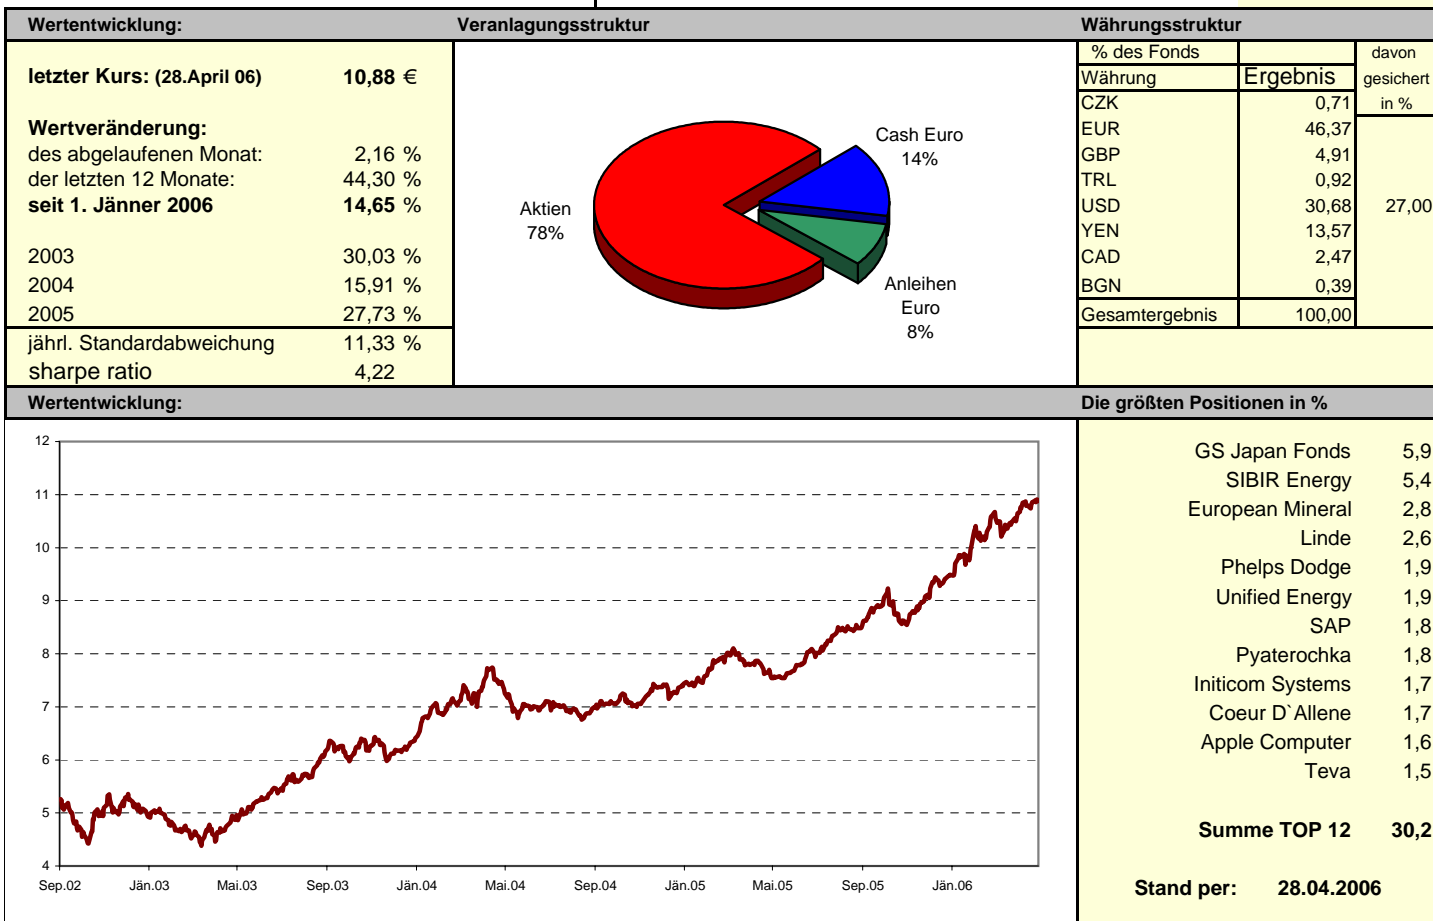 Wertentwicklung:
letzter Kurs: (28.April 06) 10,88 €
Wertveränderung:
des abgelaufenen Monat: 2,16 %
der letzten 12 Monate: 44,30 %
seit 1. Jänner 2006 14,65 %
2003 30,03 %
2004 15,91 %
2005 27,73 %
jährl. Standardabweichung 11,33 %
sharpe ratio 4,22
Veranlagungsstruktur
Cash Euro
14%
Aktien
78%
Anleihen
Euro
8%
Währungsstruktur
% des Fonds davon
Währung Ergebnis gesichert
CZK 0,71 in %
EUR 46,37
GBP 4,91
TRL 0,92
USD 30,68 27,00
YEN 13,57
CAD 2,47
BGN 0,39
Gesamtergebnis 100,00
Wertentwicklung:
12
11
10
9
8
7
6
5
4
Sep.02 Jän.03 Mai.03 Sep.03 Jän.04 Mai.04 Sep.04 Jän.05 Mai.05 Sep.05 Jän.06
Die größten Positionen in %
GS Japan Fonds 5,9
SIBIR Energy 5,4
European Mineral 2,8
Linde 2,6
Phelps Dodge 1,9
Unified Energy 1,9
SAP 1,8
Pyaterochka 1,8
Initicom Systems 1,7
Coeur D`Allene 1,7
Apple Computer 1,6
Teva 1,5
Summe TOP 12 30,2
Stand per: 28.04.2006